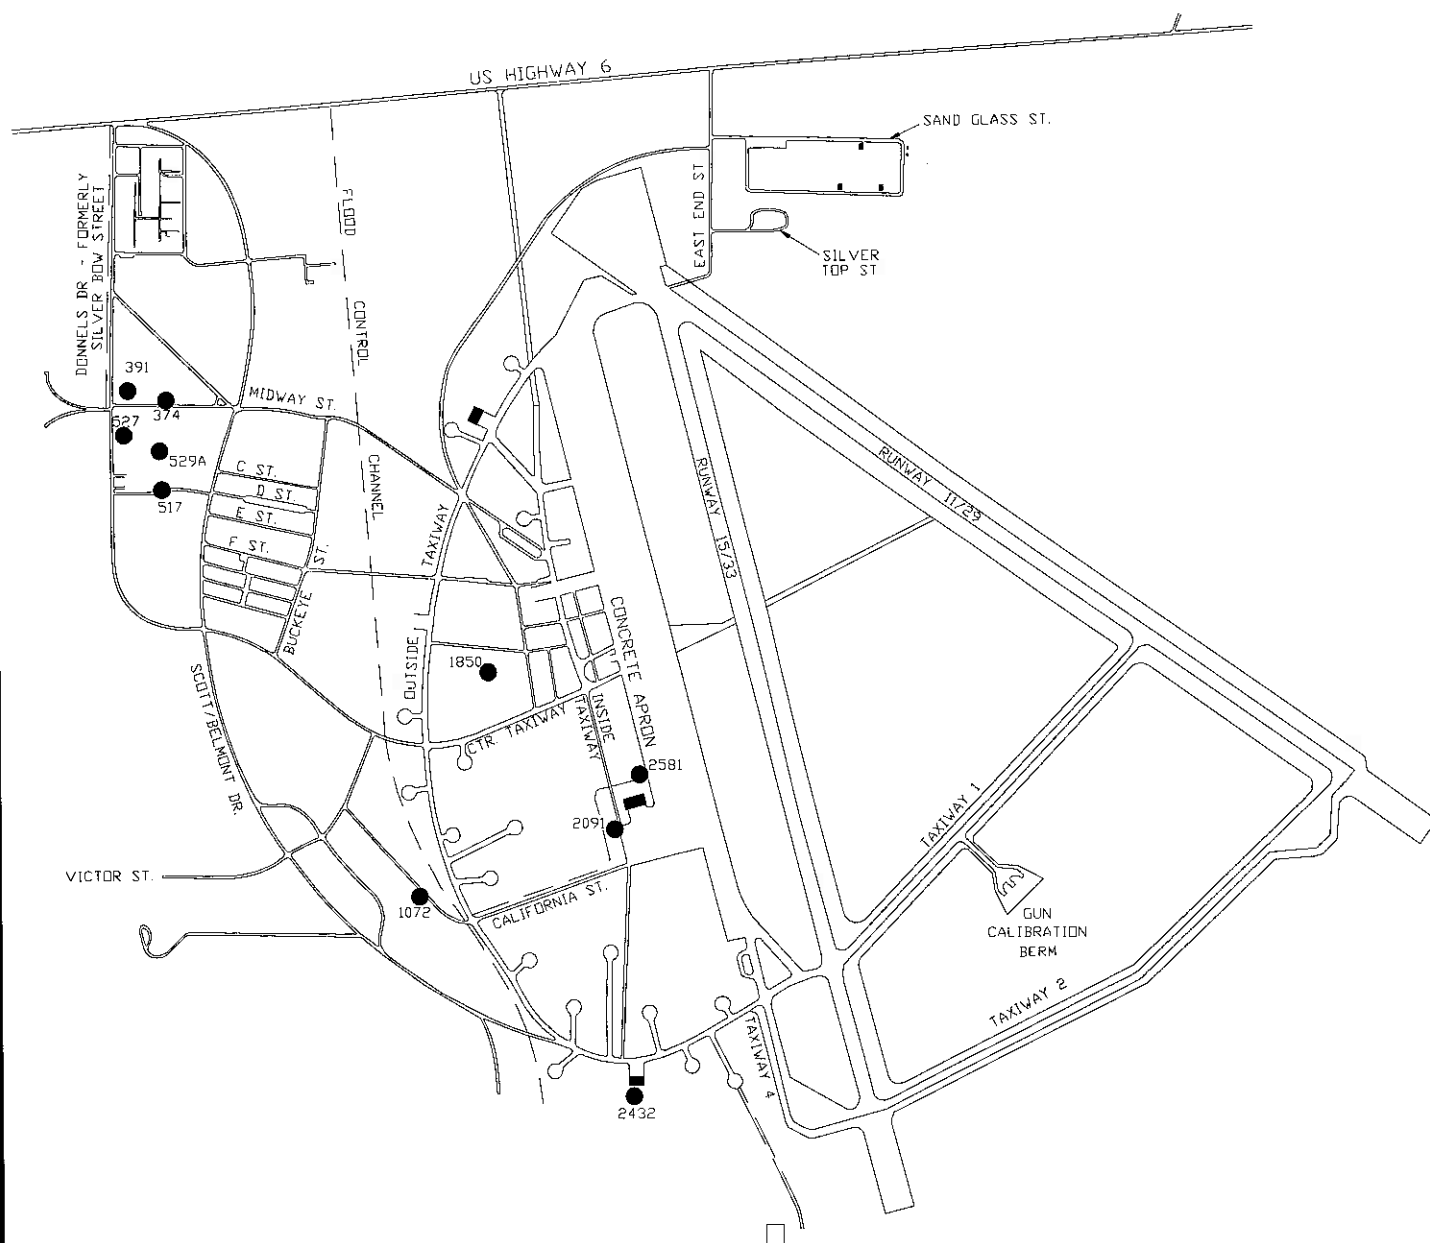 US HIGHWAY 6
SAND GLASS ST.
DONNELS DR - FORMERLY
SILVER BOW STREET
FLOOD
CONTROL
CHANNEL
EAST END ST
SILVER
TOP ST
391
374
MIDWAY ST.
527
529A
517
C ST.
D ST.
E ST.
F ST.
BUCKEYE ST.
OUTSIDE TAXIWAY
RUNWAY 15/33
RUNWAY 11/29
CONCRETE APRON
1850
INSIDE
TAXIWAY
CTR. TAXIWAY
SCOTT/BELMONT DR.
2581
2091
TAXIWAY 1
VICTOR ST.
1072
CALIFORNIA ST.
GUN
CALIBRATION
BERM
TAXIWAY 2
TAXIWAY 4
2432